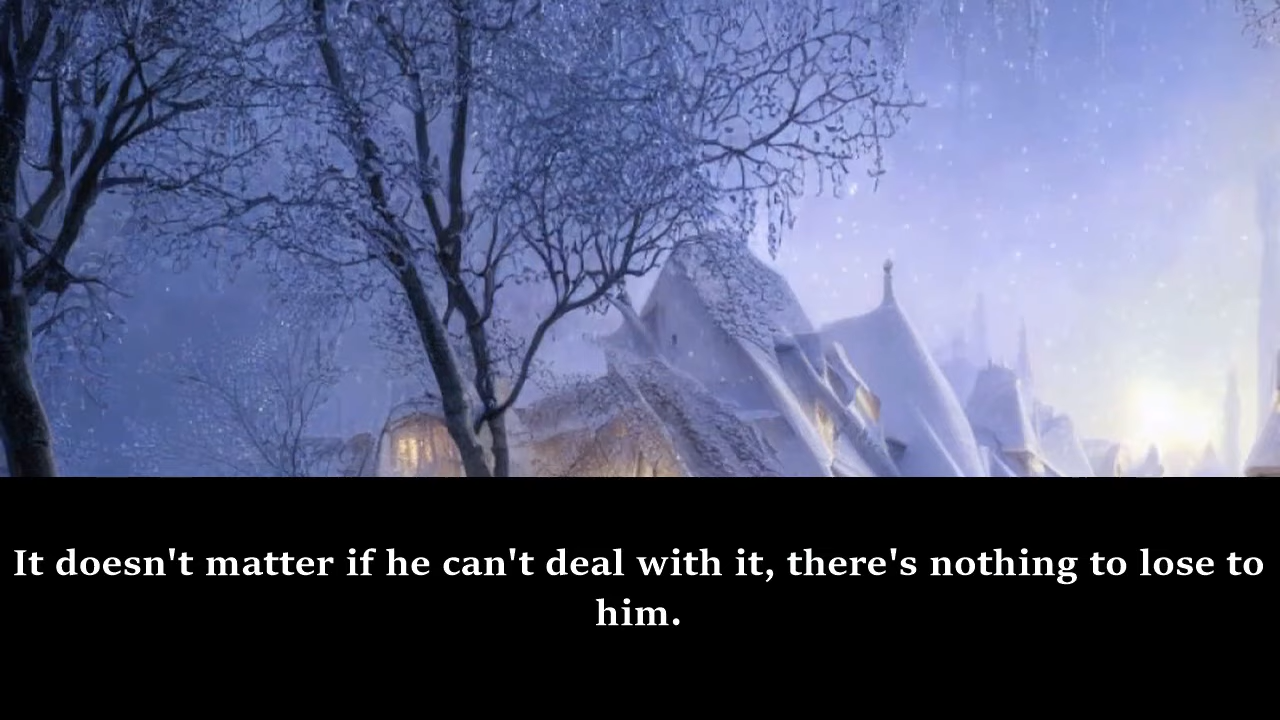 It doesn't matter if he can't deal with it, there's nothing to lose to
him.